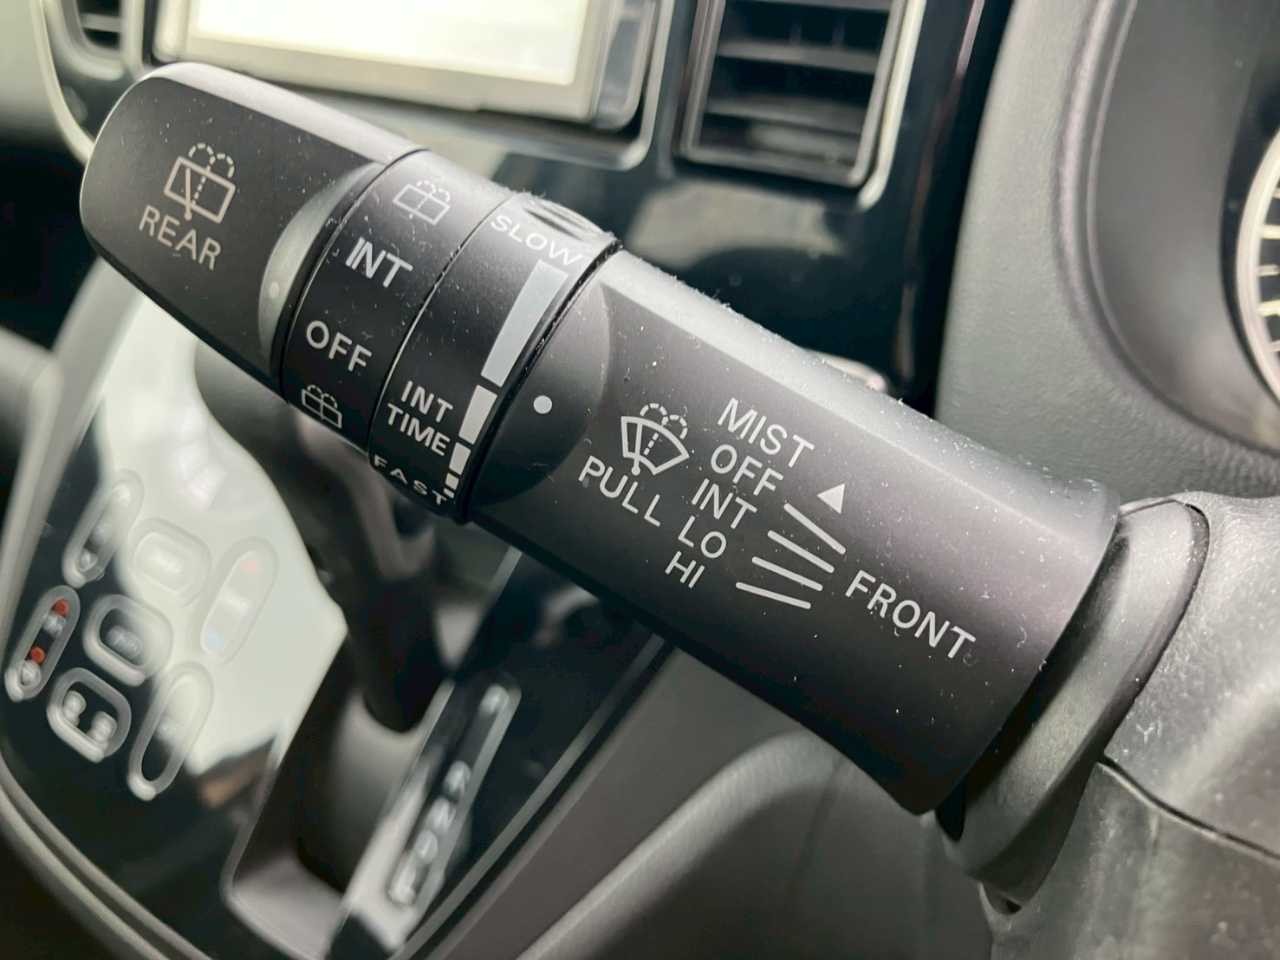 REAR
INT
OFF
SLOW
INT
TIME
FAST
PULL
MIST
OFF
INT
LO
HI
FRONT